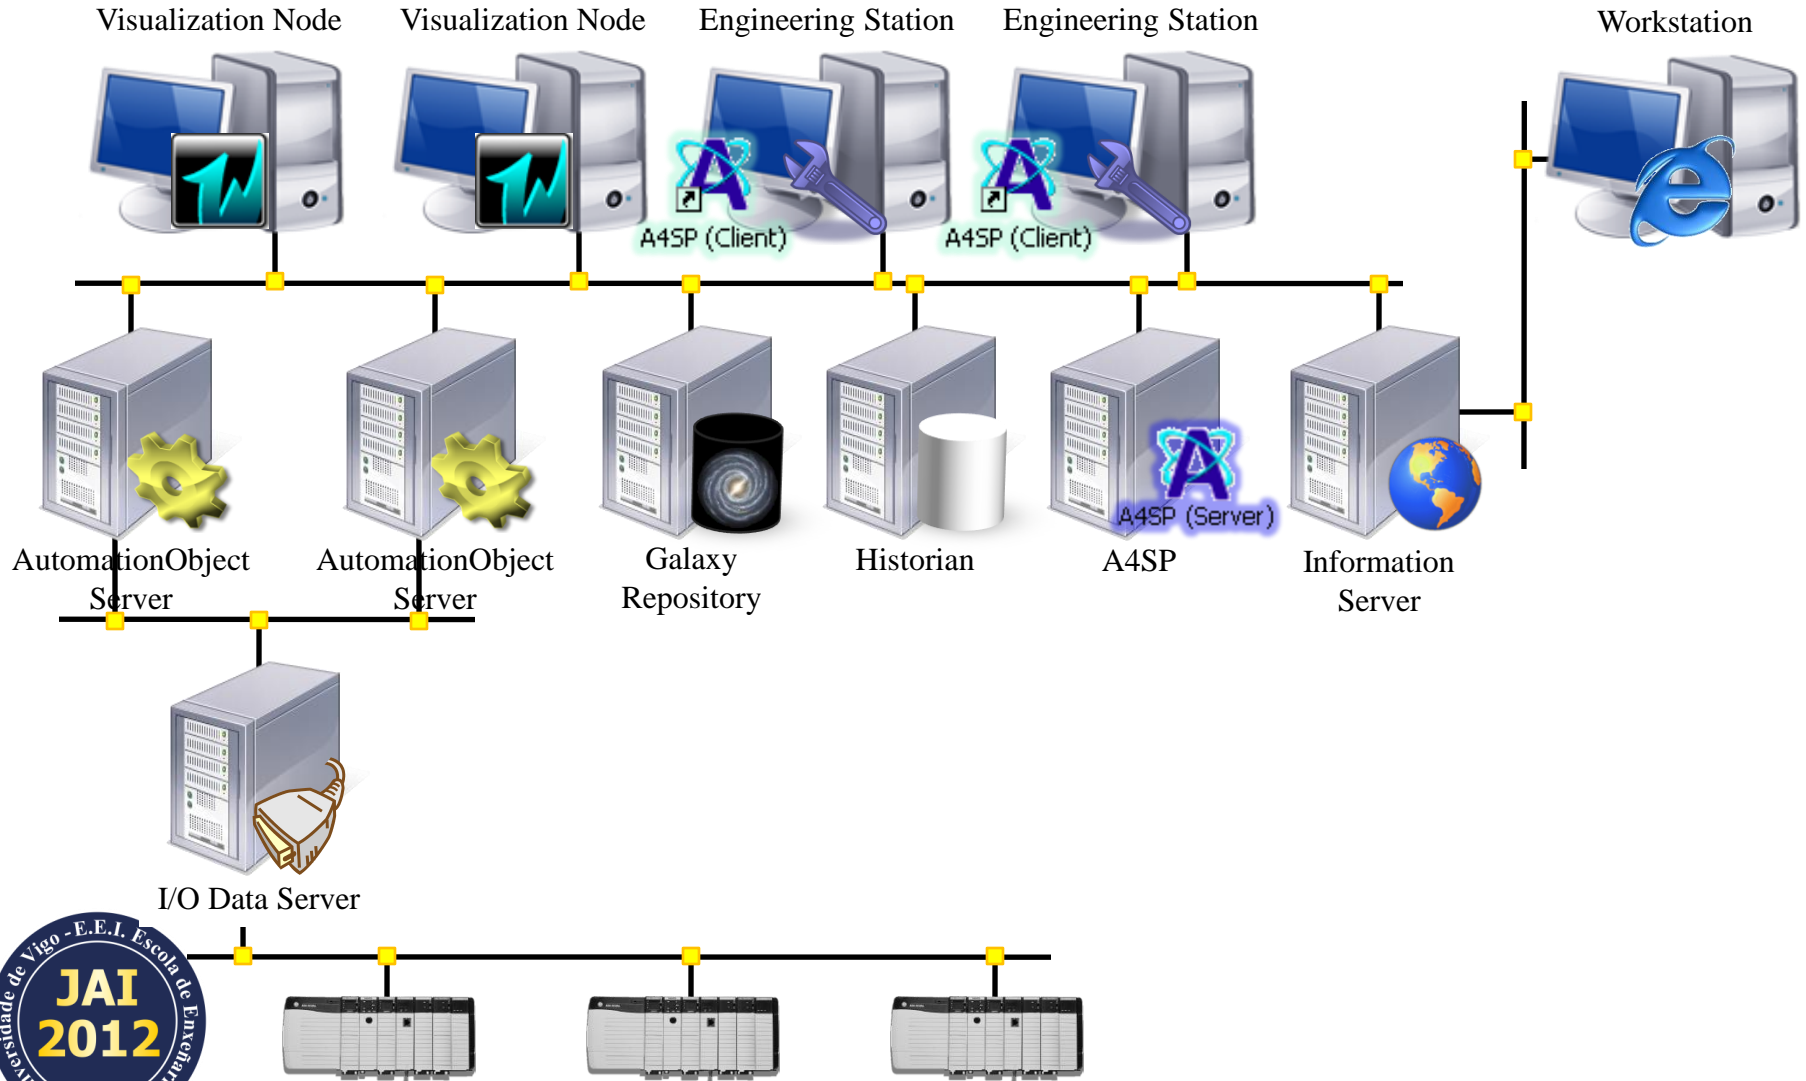 Visualization Node
Visualization Node
Engineering Station
Engineering Station
Workstation
A4SP (Client)
A4SP (Client)
A4SP (Server)
AutomationObject
Server
AutomationObject
Server
Galaxy
Repository
Historian
A4SP
Information
Server
I/O Data Server
de Vigo - E.E.I. Escola de
JAI
2012